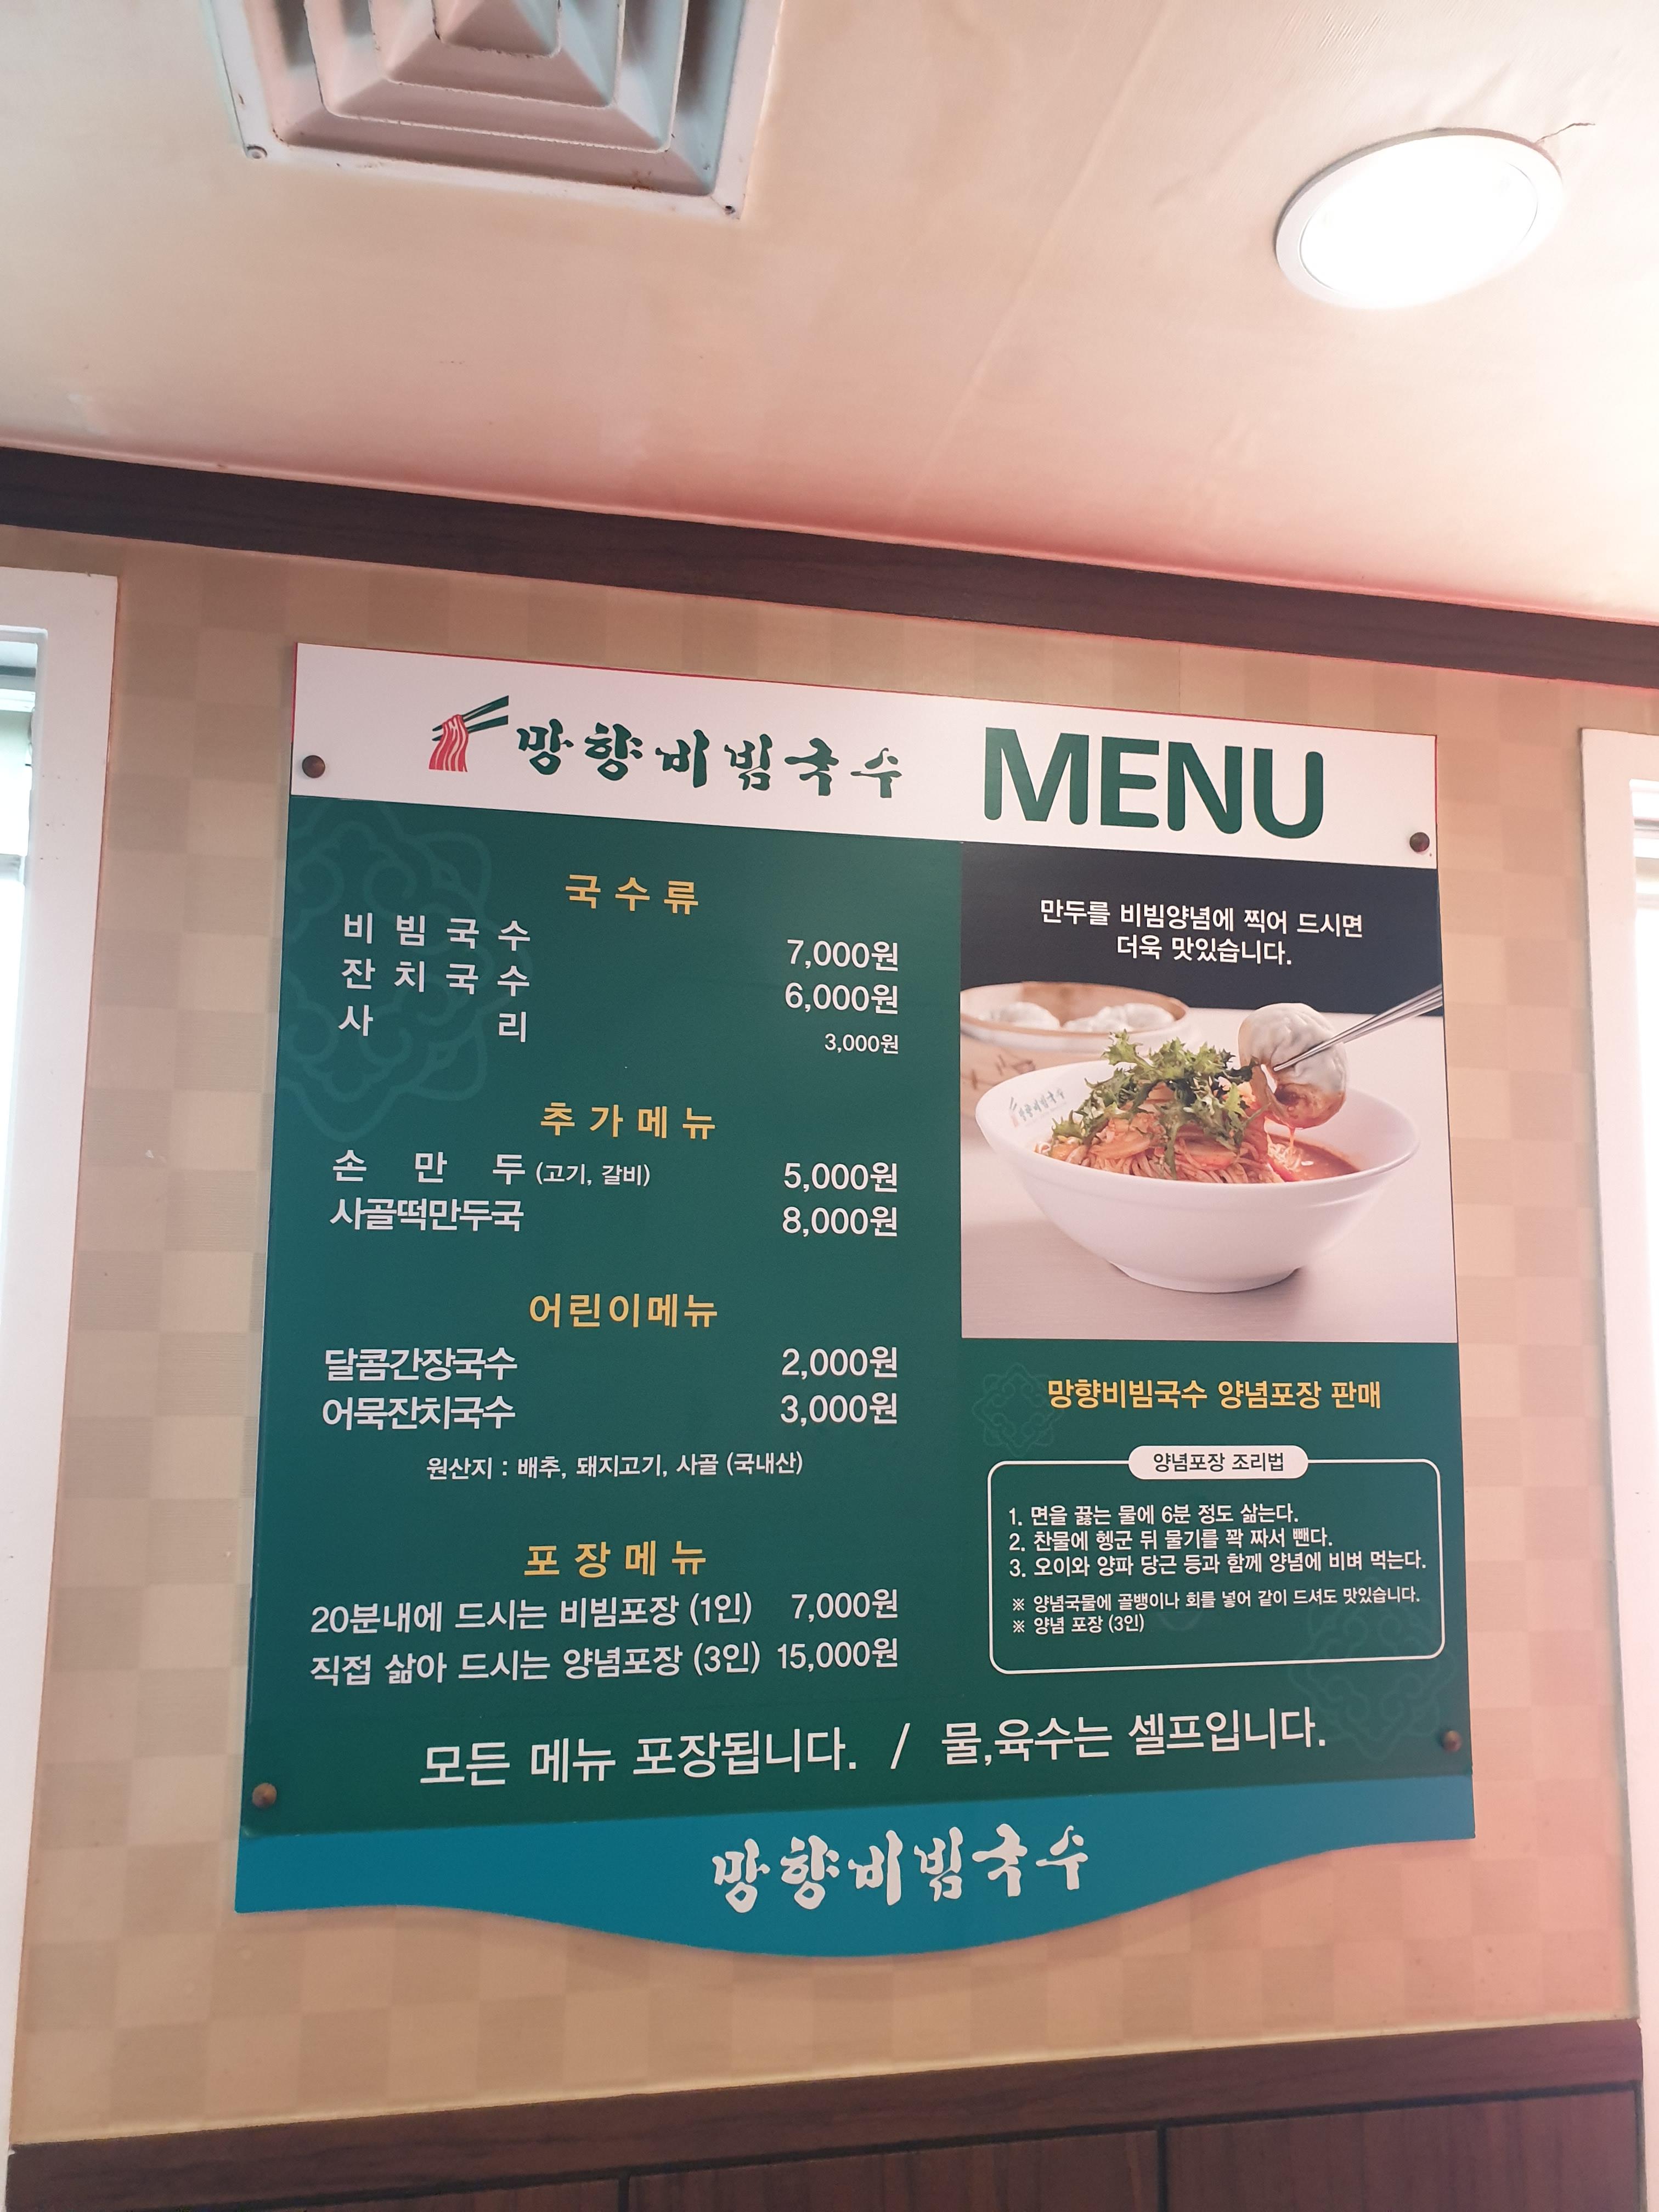 망향비빔국수 MENU
국수류
비빔국수 7,000원
잔치국수 6,000원
사리 3,000원
추가메뉴
손만두 (고기, 갈비) 5,000원
사골떡만두국 8,000원
어린이메뉴
달콤간장국수 2,000원
어묵잔치국수 3,000원
원산지 : 배추, 돼지고기, 사골 (국내산)
포장메뉴
20분내에 드시는 비빔포장 (1인) 7,000원
직접 삶아 드시는 양념포장 (3인) 15,000원
만두를 비빔양념에 찍어 드시면
더욱 맛있습니다.
망향비빔국수
망향비빔국수 양념포장 판매
양념포장 조리법
1. 면을 끓는 물에 6분 정도 삶는다.
2. 찬물에 헹군 뒤 물기를 꽉 짜서 뺀다.
3. 오이와 양파 당근 등과 함께 양념에 비벼 먹는다.
※ 양념국물에 골뱅이나 회를 넣어 같이 드셔도 맛있습니다.
※ 양념 포장 (3인)
모든 메뉴 포장됩니다. / 물,육수는 셀프입니다.
망향비빔국수